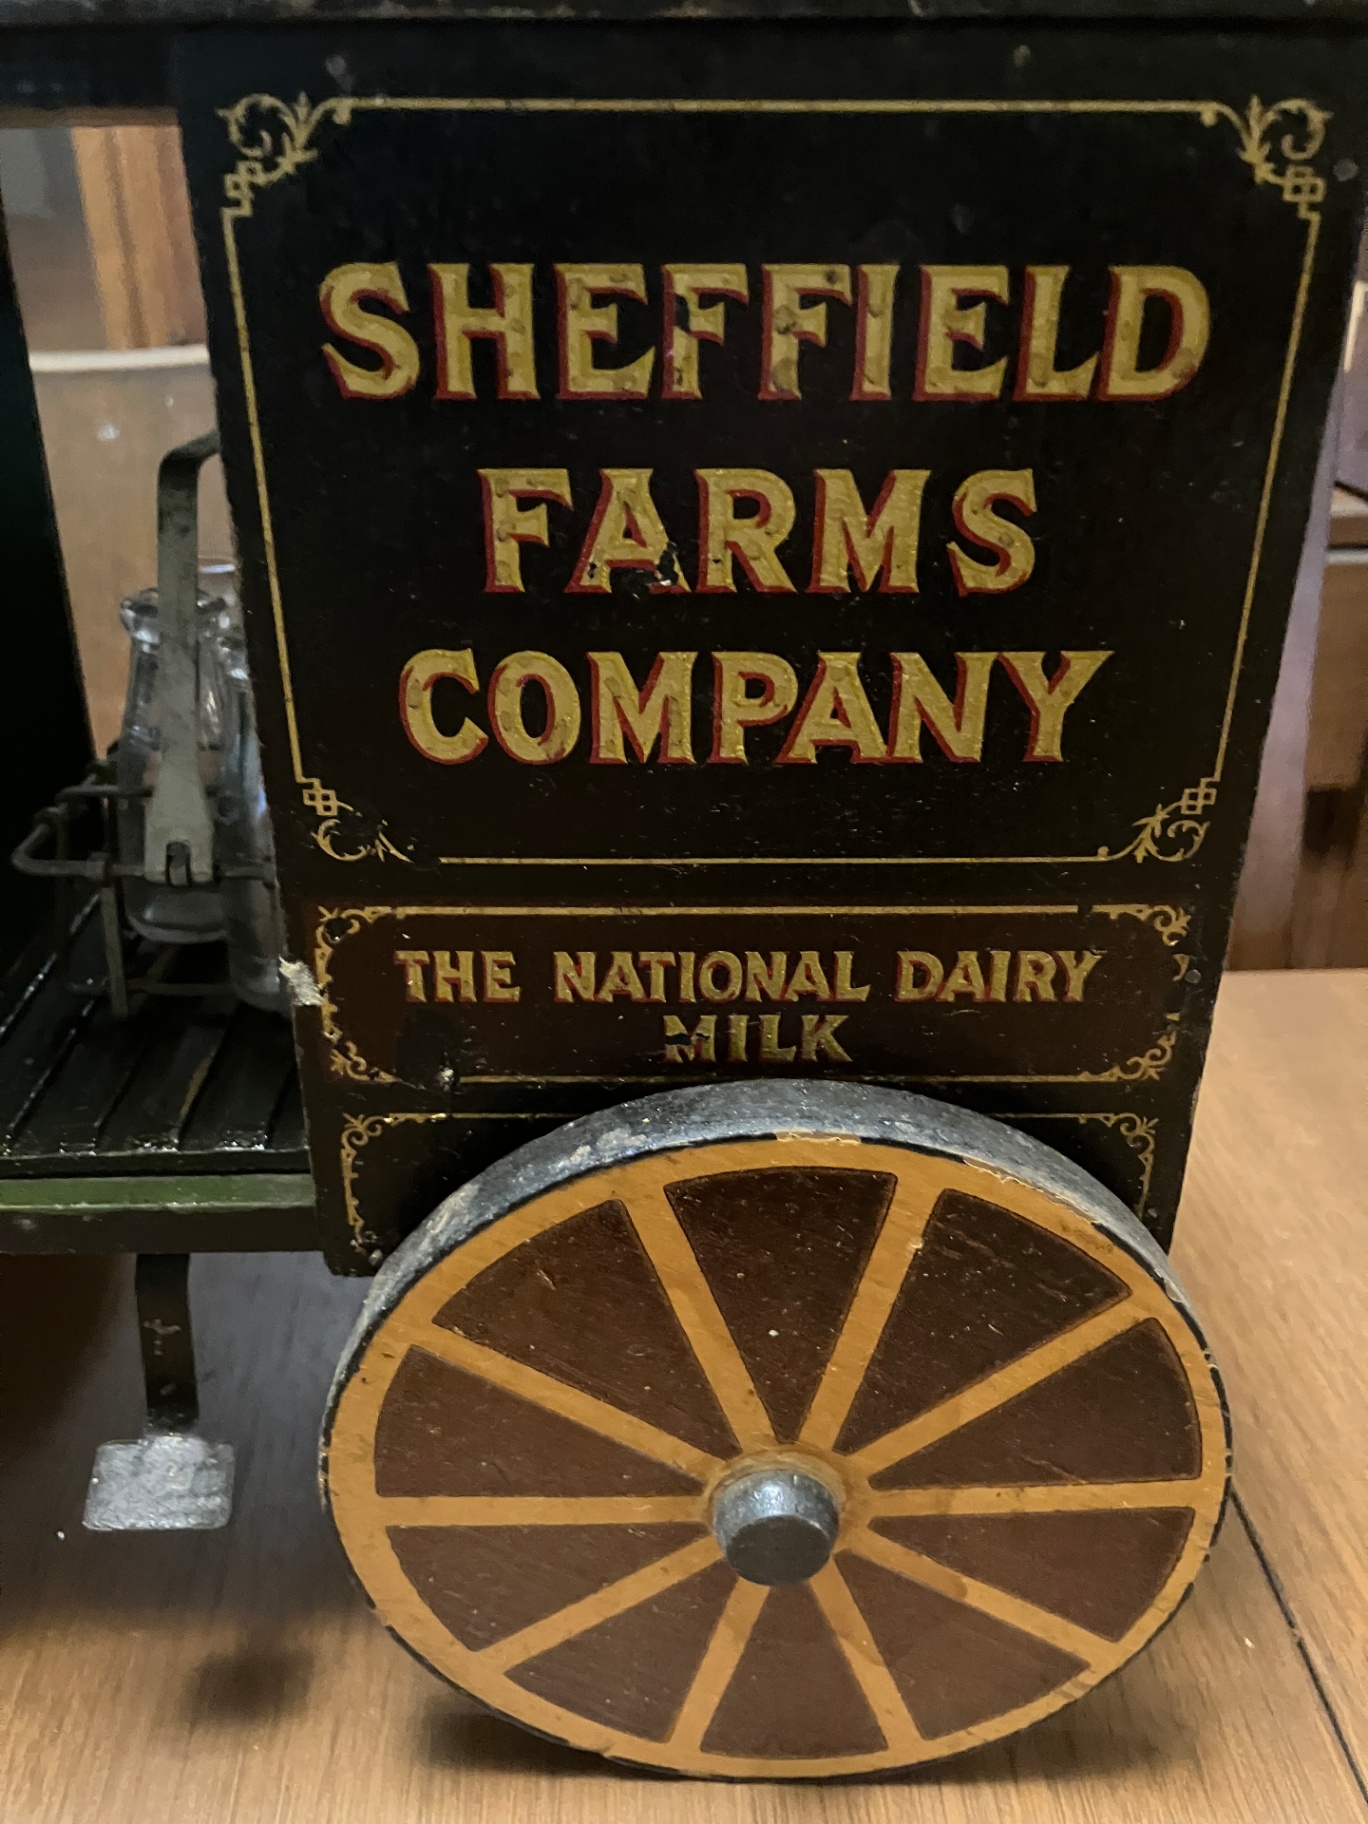 SHEFFIELD
FARMS
COMPANY
THE NATIONAL DAIRY
MILK